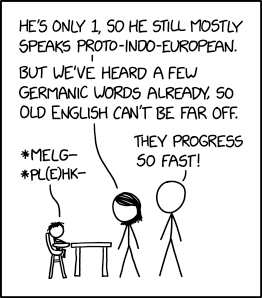 HE'S ONLY 1, SO HE STILL MOSTLY
SPEAKS PROTO-INDO-EUROPEAN.
BUT WE'VE HEARD A FEW
GERMANIC WORDS ALREADY, SO
OLD ENGLISH CAN'T BE FAR OFF.
THEY PROGRESS
SO FAST!
*MELG–
*PL(E)HK–